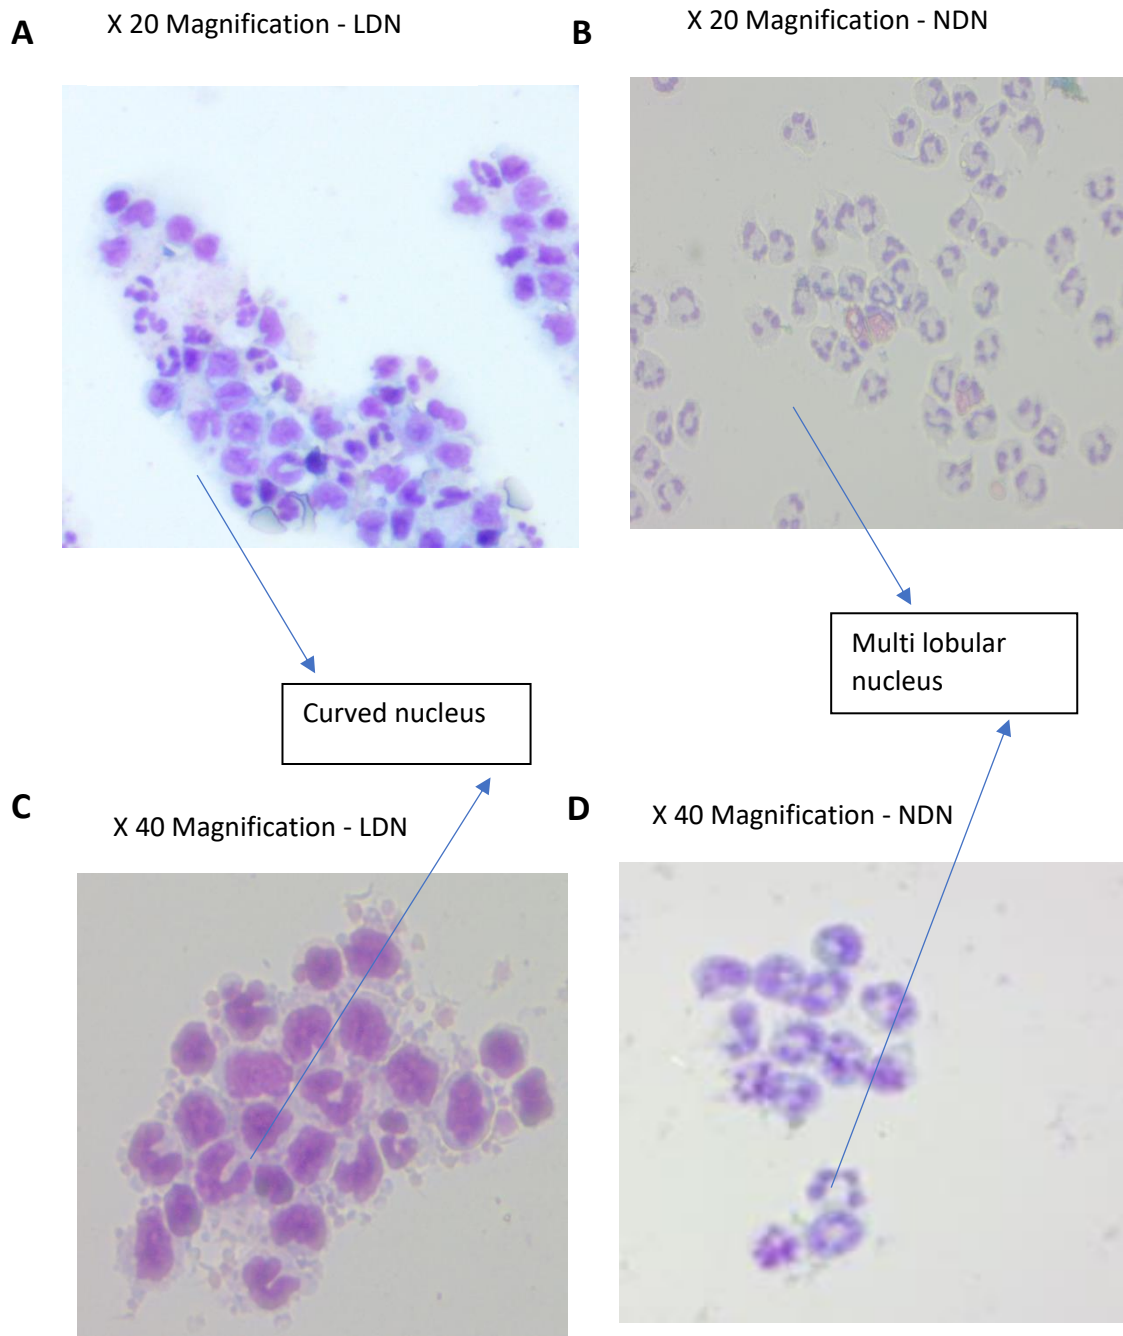 A
X 20 Magnification - LDN
B
X 20 Magnification - NDN
Multi lobular
nucleus
Curved nucleus
C
X 40 Magnification - LDN
D
X 40 Magnification - NDN